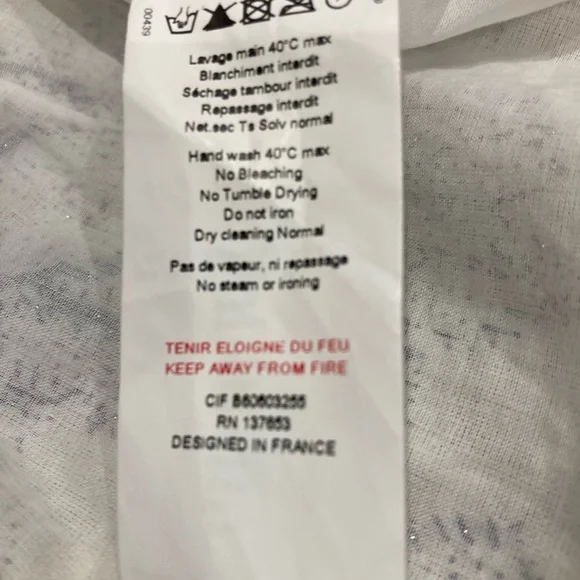 00439
Lavage main 40°C max
Blanchiment interdit
Séchage tambour interdit
Repassage interdit
Net.sec Ts Solv normal
Hand wash 40°C max
No Bleaching
No Tumble Drying
Do not iron
Dry cleaning Normal
Pas de vapeur, ni repassage
No steam or ironing
TENIR ELOIGNE DU FEU
KEEP AWAY FROM FIRE
CIF B60603255
RN 137653
DESIGNED IN FRANCE